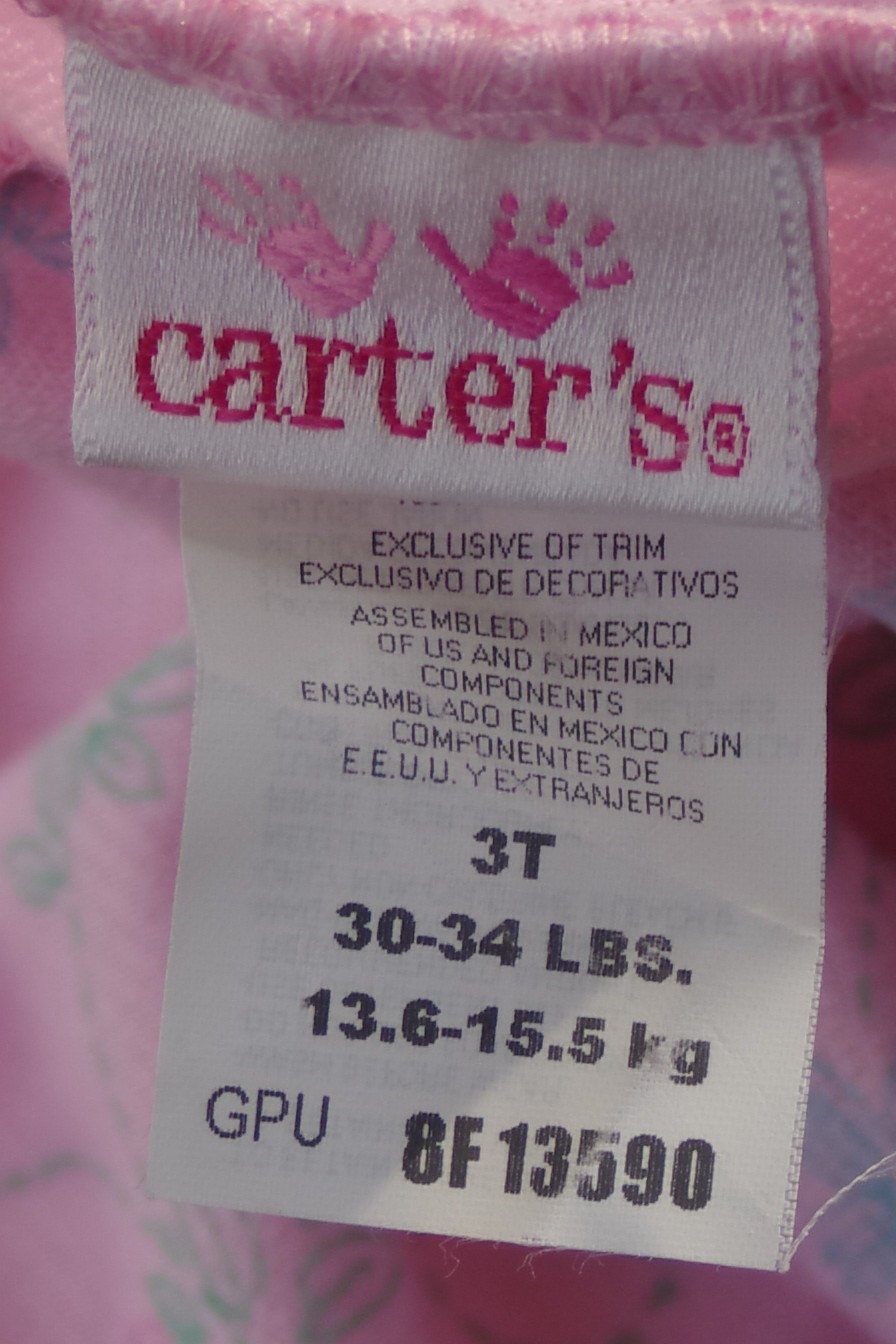 carter's®
EXCLUSIVE OF TRIM
EXCLUSIVO DE DECORATIVOS
ASSEMBLED IN MEXICO
OF US AND FOREIGN
COMPONENTS
ENSAMBLADO EN MEXICO CON
COMPONENTES DE
E.E.U.U. Y EXTRANJEROS
3T
30-34 LBS.
13.6-15.5 kg
GPU 8F13590